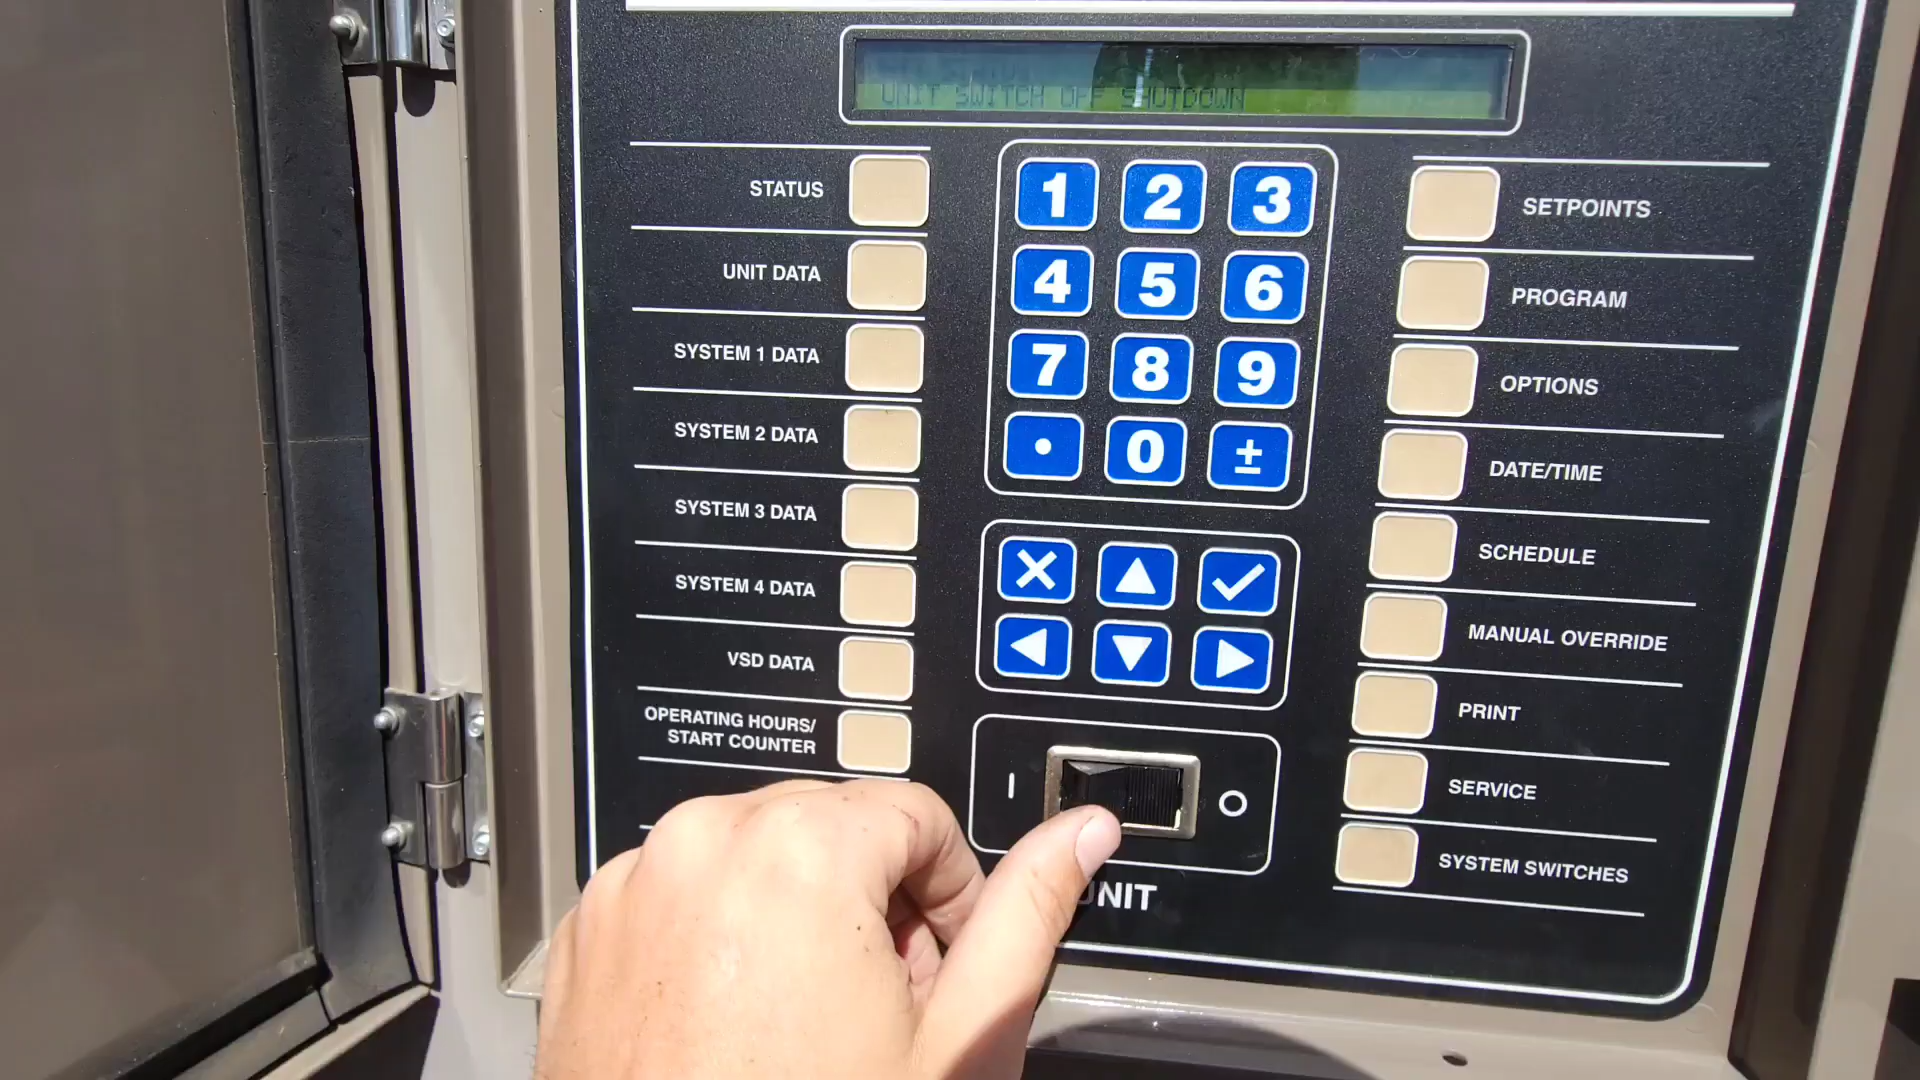 UNIT SWITCH OFF SHUTDOWN
STATUS
UNIT DATA
SYSTEM 1 DATA
SYSTEM 2 DATA
SYSTEM 3 DATA
SYSTEM 4 DATA
VSD DATA
OPERATING HOURS/
START COUNTER
1 2 3
4 5 6
7 8 9
• 0 ±
I O
UNIT
SETPOINTS
PROGRAM
OPTIONS
DATE/TIME
SCHEDULE
MANUAL OVERRIDE
PRINT
SERVICE
SYSTEM SWITCHES